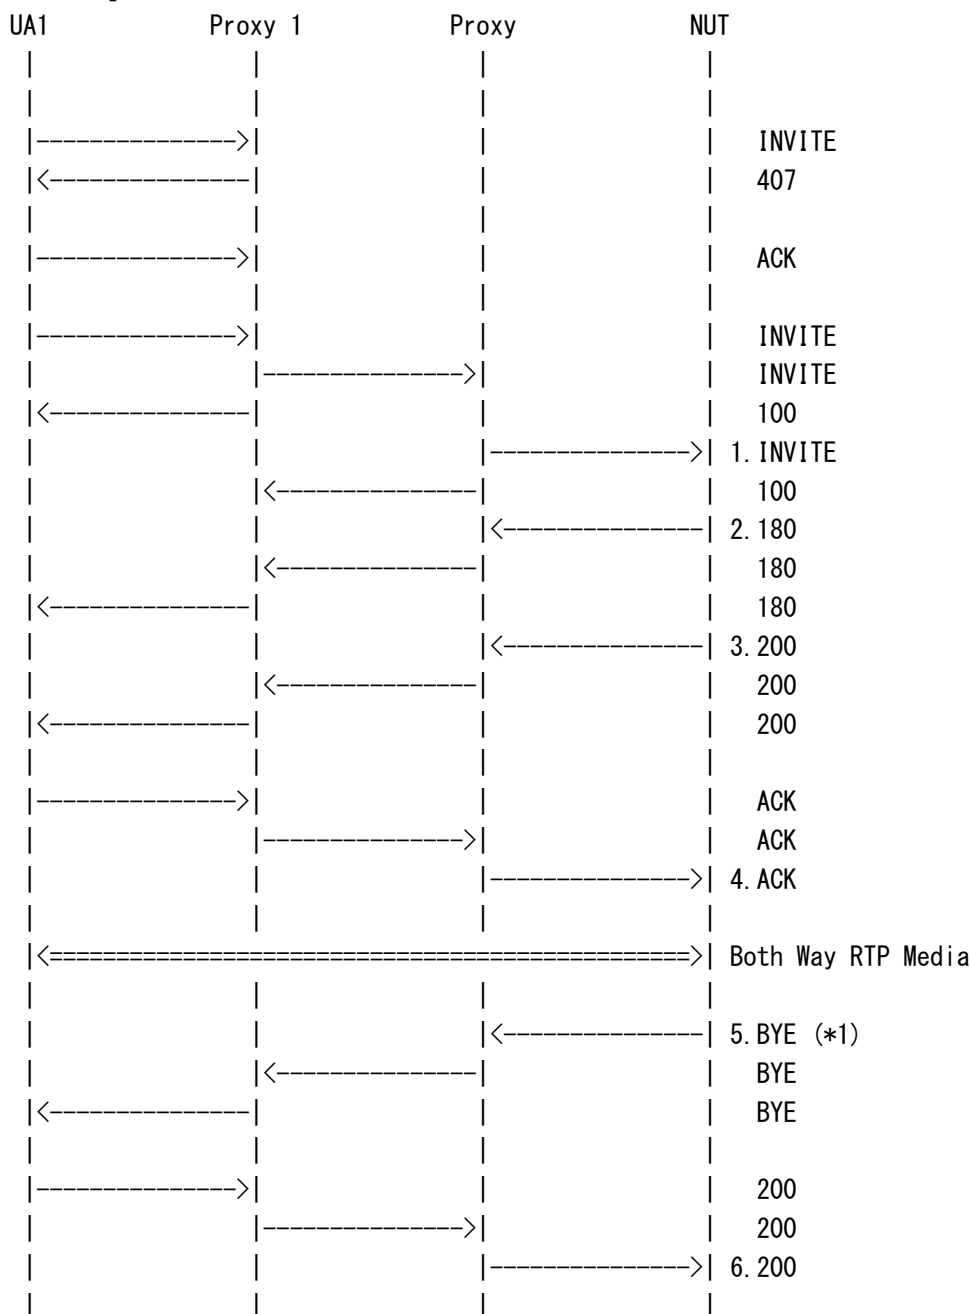 UA1 Proxy 1 Proxy NUT
INVITE
407
ACK
INVITE
INVITE
100
1. INVITE
100
2. 180
180
180
3. 200
200
200
ACK
ACK
4. ACK
Both Way RTP Media
5. BYE (*1)
BYE
BYE
200
200
6. 200